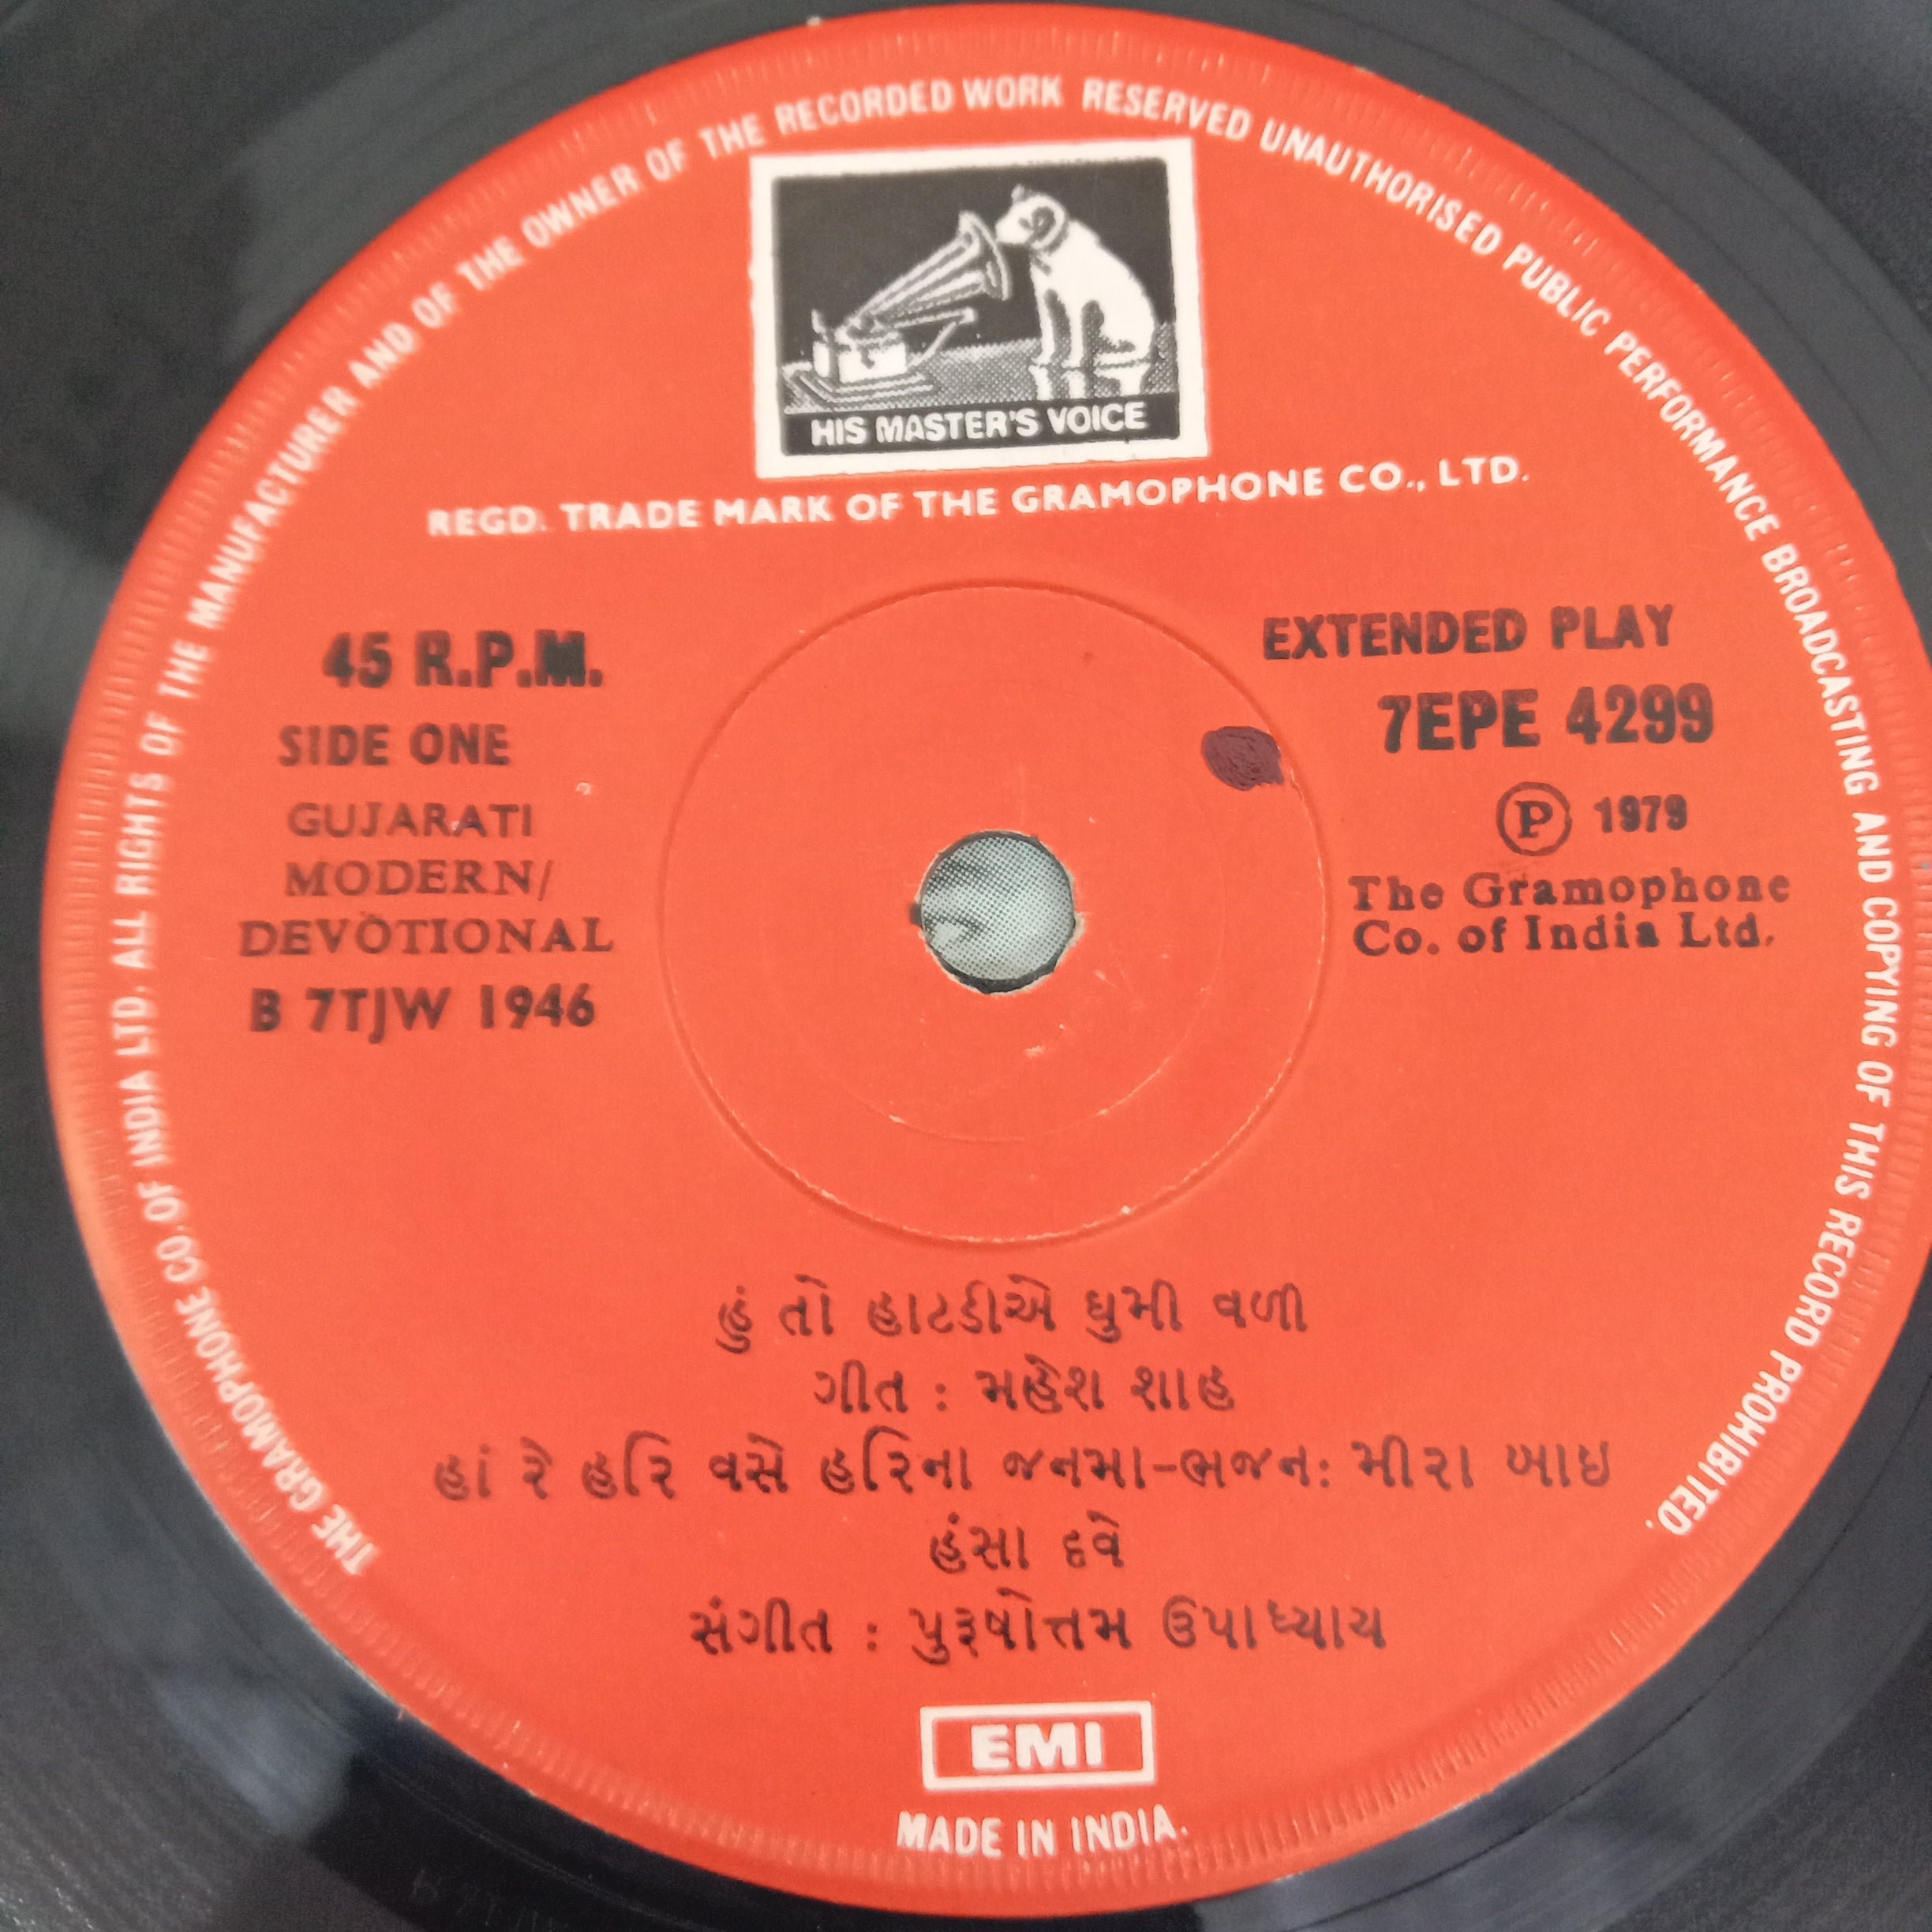 THE GRAMOPHONE CO. OF INDIA LTD. ALL RIGHTS OF THE MANUFACTURER AND OF THE OWNER OF THE RECORDED WORK RESERVED UNAUTHORISED PUBLIC PERFORMANCE BROADCASTING AND COPYING OF THIS RECORD PROHIBITED.
HIS MASTER'S VOICE
REGD. TRADE MARK OF THE GRAMOPHONE CO., LTD.
45 R.P.M.
SIDE ONE
GUJARATI
MODERN/
DEVOTIONAL
B 7TJW 1946
EXTENDED PLAY
7EPE 4299
℗ 1979
The Gramophone
Co. of India Ltd.
હું તો હાટડીએ ઘુમી વળી
ગીત : મહેશ શાહ
હાં રે હરિ વસે હરિના જનમા-ભજન: મીરા બાઇ
હંસા દવે
સંગીત : પુરૂષોત્તમ ઉપાધ્યાય
EMI
MADE IN INDIA.